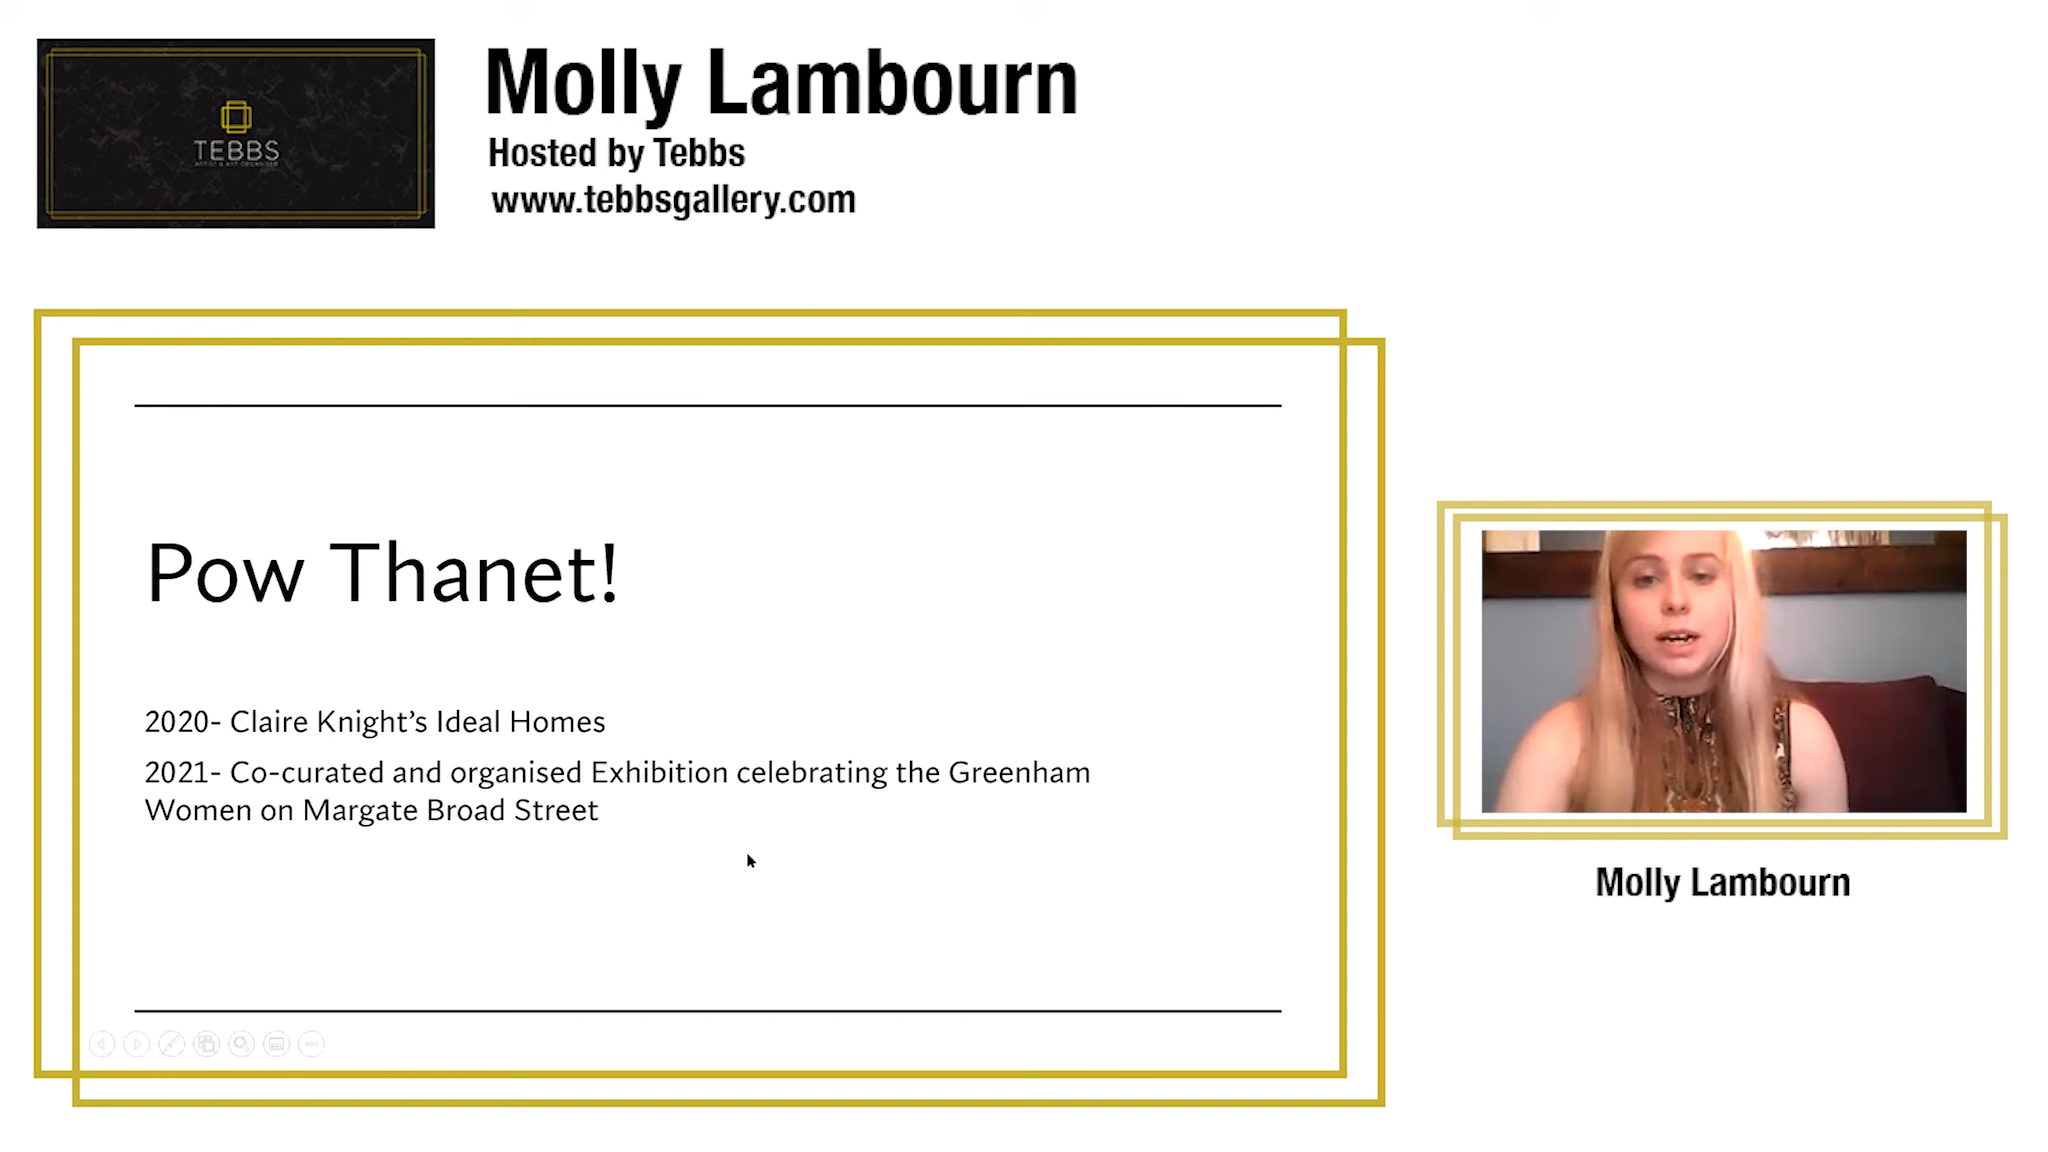 TEBBS
Molly Lambourn
Hosted by Tebbs
www.tebbsgallery.com
Pow Thanet!
2020- Claire Knight’s Ideal Homes
2021- Co-curated and organised Exhibition celebrating the Greenham
Women on Margate Broad Street
Molly Lambourn